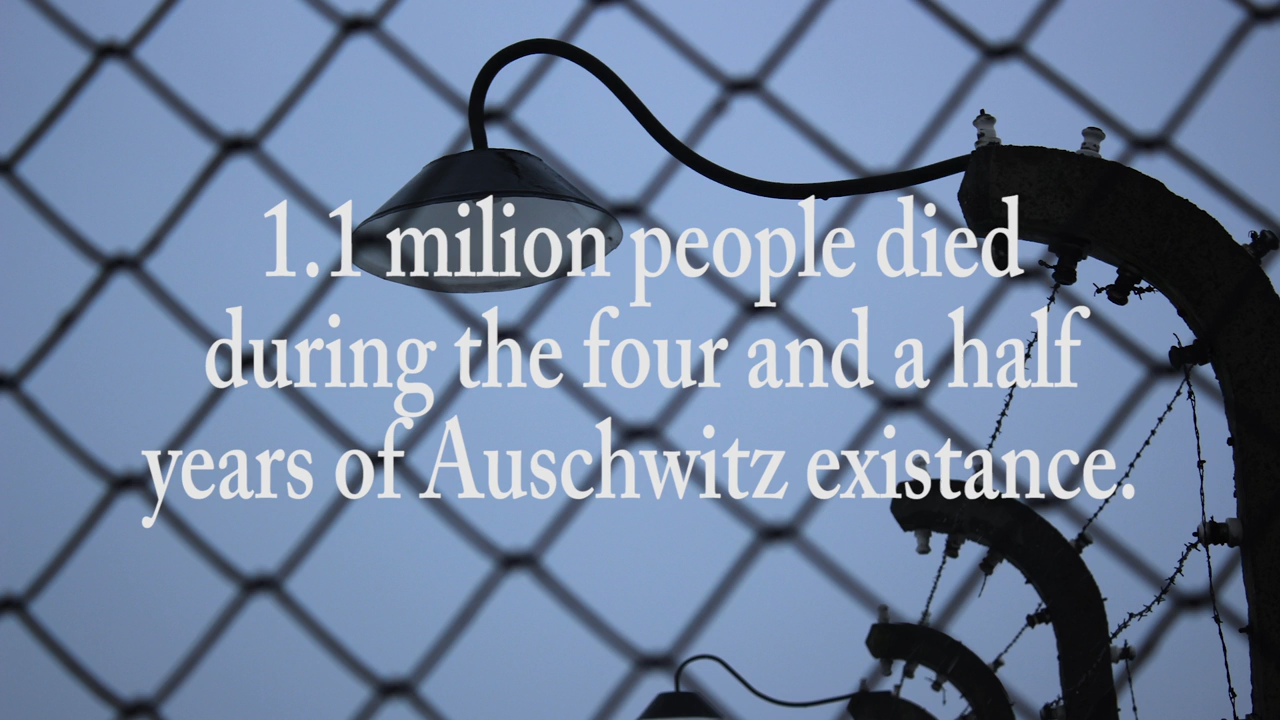 1.1 milion people died
during the four and a half
years of Auschwitz existance.